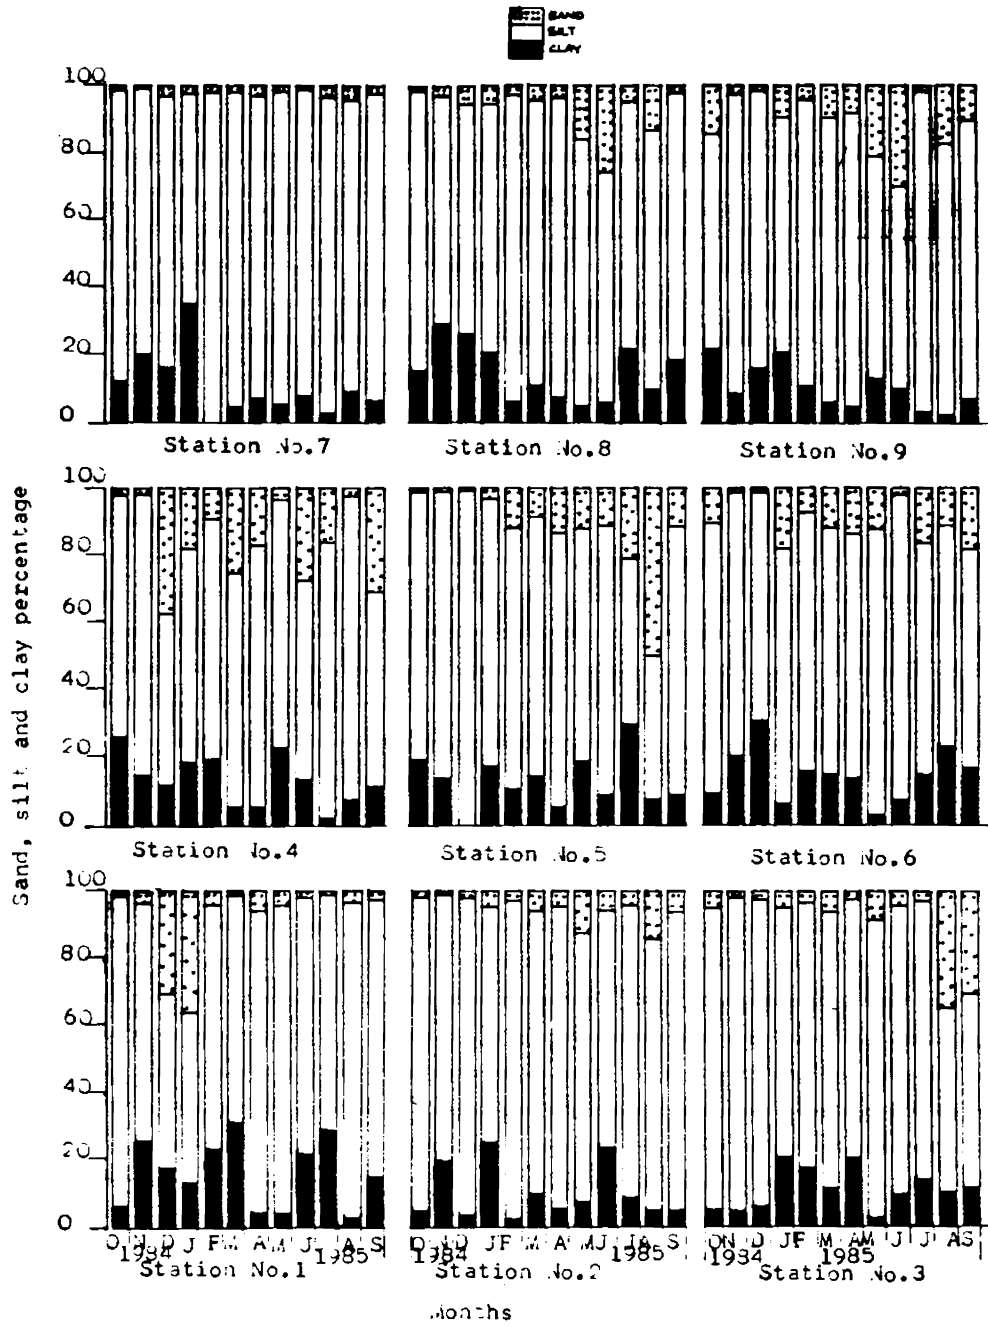 SAND
SILT
CLAY
Sand, silt and clay percentage
100
80
60
40
20
0
Station No.7
Station No.8
Station No.9
100
80
60
40
20
0
Station No.4
Station No.5
Station No.6
100
80
60
40
20
0
O N D J F M A M J J A S
O N D J F M A M J J A S
O N D J F M A M J J A S
1984 1985
1984 1985
1984 1985
Station No.1
Station No.2
Station No.3
Months